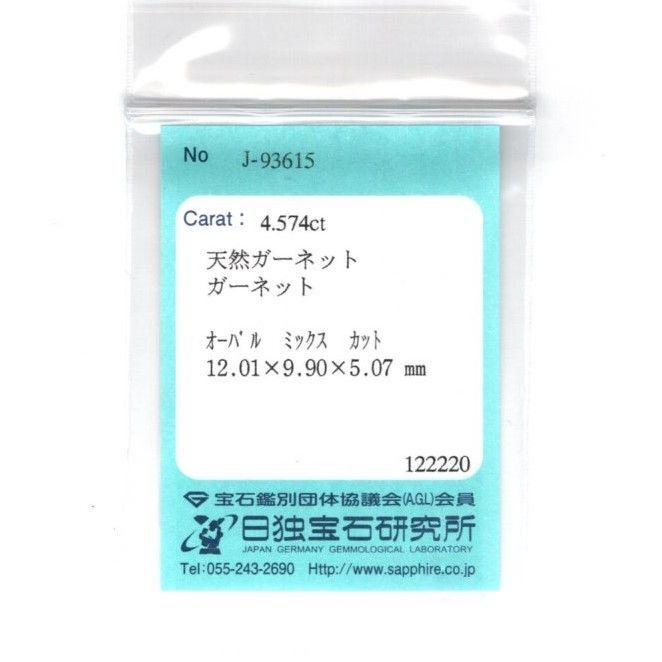 No J-93615
Carat: 4.574ct
天然ガーネット
ガーネット
ｵｰﾊﾞﾙ ﾐｯｸｽ ｶｯﾄ
12.01×9.90×5.07 mm
122220
宝石鑑別団体協議会(A.G.L)会員
日独宝石研究所
JAPAN GERMANY GEMMOLOGICAL LABORATORY
Tel:055-243-2690 Http://www.sapphire.co.jp